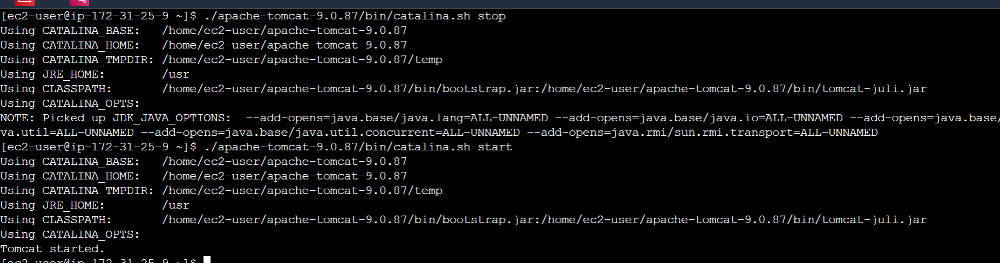 [ec2-user@ip-172-31-25-9 ~]$ ./apache-tomcat-9.0.87/bin/catalina.sh stop
Using CATALINA_BASE:   /home/ec2-user/apache-tomcat-9.0.87
Using CATALINA_HOME:   /home/ec2-user/apache-tomcat-9.0.87
Using CATALINA_TMPDIR: /home/ec2-user/apache-tomcat-9.0.87/temp
Using JRE_HOME:        /usr
Using CLASSPATH:       /home/ec2-user/apache-tomcat-9.0.87/bin/bootstrap.jar:/home/ec2-user/apache-tomcat-9.0.87/bin/tomcat-juli.jar
Using CATALINA_OPTS:
NOTE: Picked up JDK_JAVA_OPTIONS:  --add-opens=java.base/java.lang=ALL-UNNAMED --add-opens=java.base/java.io=ALL-UNNAMED --add-opens=java.base/
va.util=ALL-UNNAMED --add-opens=java.base/java.util.concurrent=ALL-UNNAMED --add-opens=java.rmi/sun.rmi.transport=ALL-UNNAMED
[ec2-user@ip-172-31-25-9 ~]$ ./apache-tomcat-9.0.87/bin/catalina.sh start
Using CATALINA_BASE:   /home/ec2-user/apache-tomcat-9.0.87
Using CATALINA_HOME:   /home/ec2-user/apache-tomcat-9.0.87
Using CATALINA_TMPDIR: /home/ec2-user/apache-tomcat-9.0.87/temp
Using JRE_HOME:        /usr
Using CLASSPATH:       /home/ec2-user/apache-tomcat-9.0.87/bin/bootstrap.jar:/home/ec2-user/apache-tomcat-9.0.87/bin/tomcat-juli.jar
Using CATALINA_OPTS:
Tomcat started.
[ec2-user@ip-172-31-25-9 ~]$